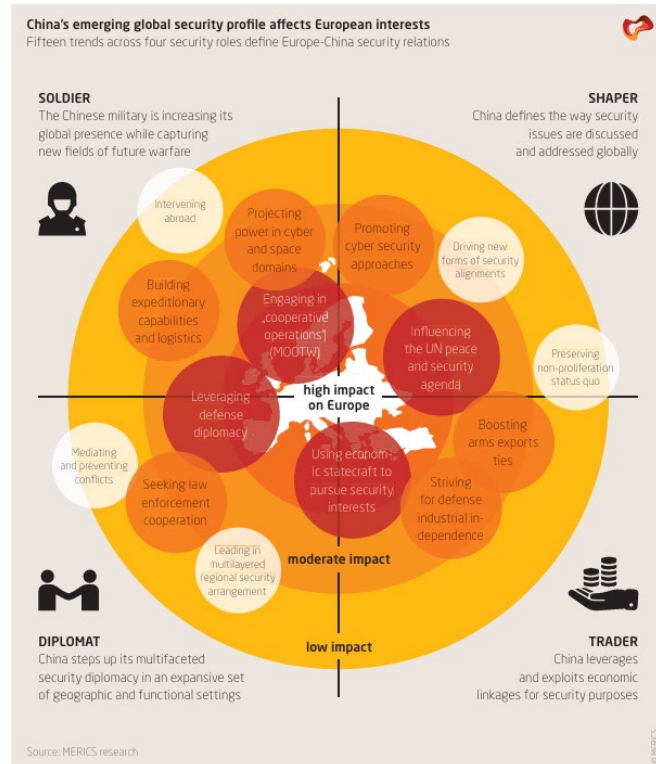 China's emerging global security profile affects European interests
Fifteen trends across four security roles define Europe-China security relations
SOLDIER
The Chinese military is increasing its
global presence while capturing
new fields of future warfare
SHAPER
China defines the way security
issues are discussed
and addressed globally
Intervening
abroad
Projecting
power in cyber
and space
domains
Promoting
cyber security
approaches
Driving new
forms of security
alignments
Building
expeditionary
capabilities
and logistics
Engaging in
„cooperative
operations"
(MOOTW)
Influencing
the UN peace
and security
agenda
Preserving
non-proliferation
status quo
high impact
on Europe
Leveraging
defense
diplomacy
Boosting
arms exports
ties
Mediating
and preventing
conflicts
Seeking law
enforcement
cooperation
Using econom-
ic statecraft to
pursue security
interests
Striving
for defense
industrial in-
dependence
Leading in
multilayered
regional security
arrangement
moderate impact
low impact
DIPLOMAT
China steps up its multifaceted
security diplomacy in an expansive set
of geographic and functional settings
TRADER
China leverages
and exploits economic
linkages for security purposes
Source: MERICS research
© MERICS